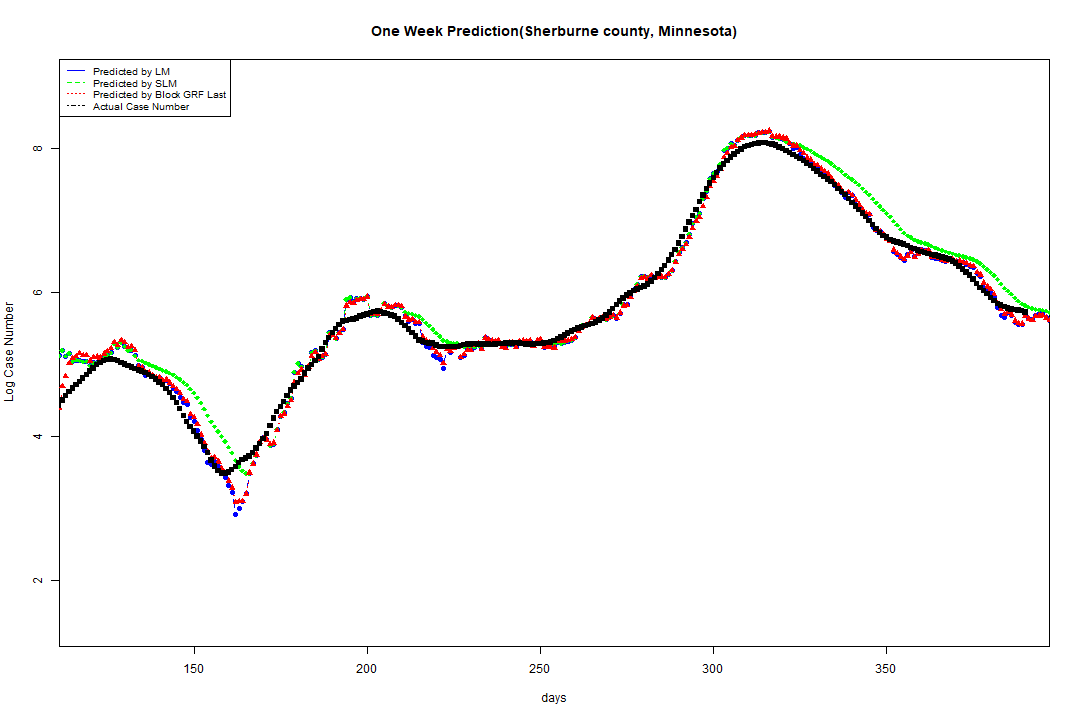 One Week Prediction(Sherburne county, Minnesota)
Predicted by LM
Predicted by SLM
Predicted by Block GRF Last
Actual Case Number
8
6
4
2
Log Case Number
150 200 250 300 350
days